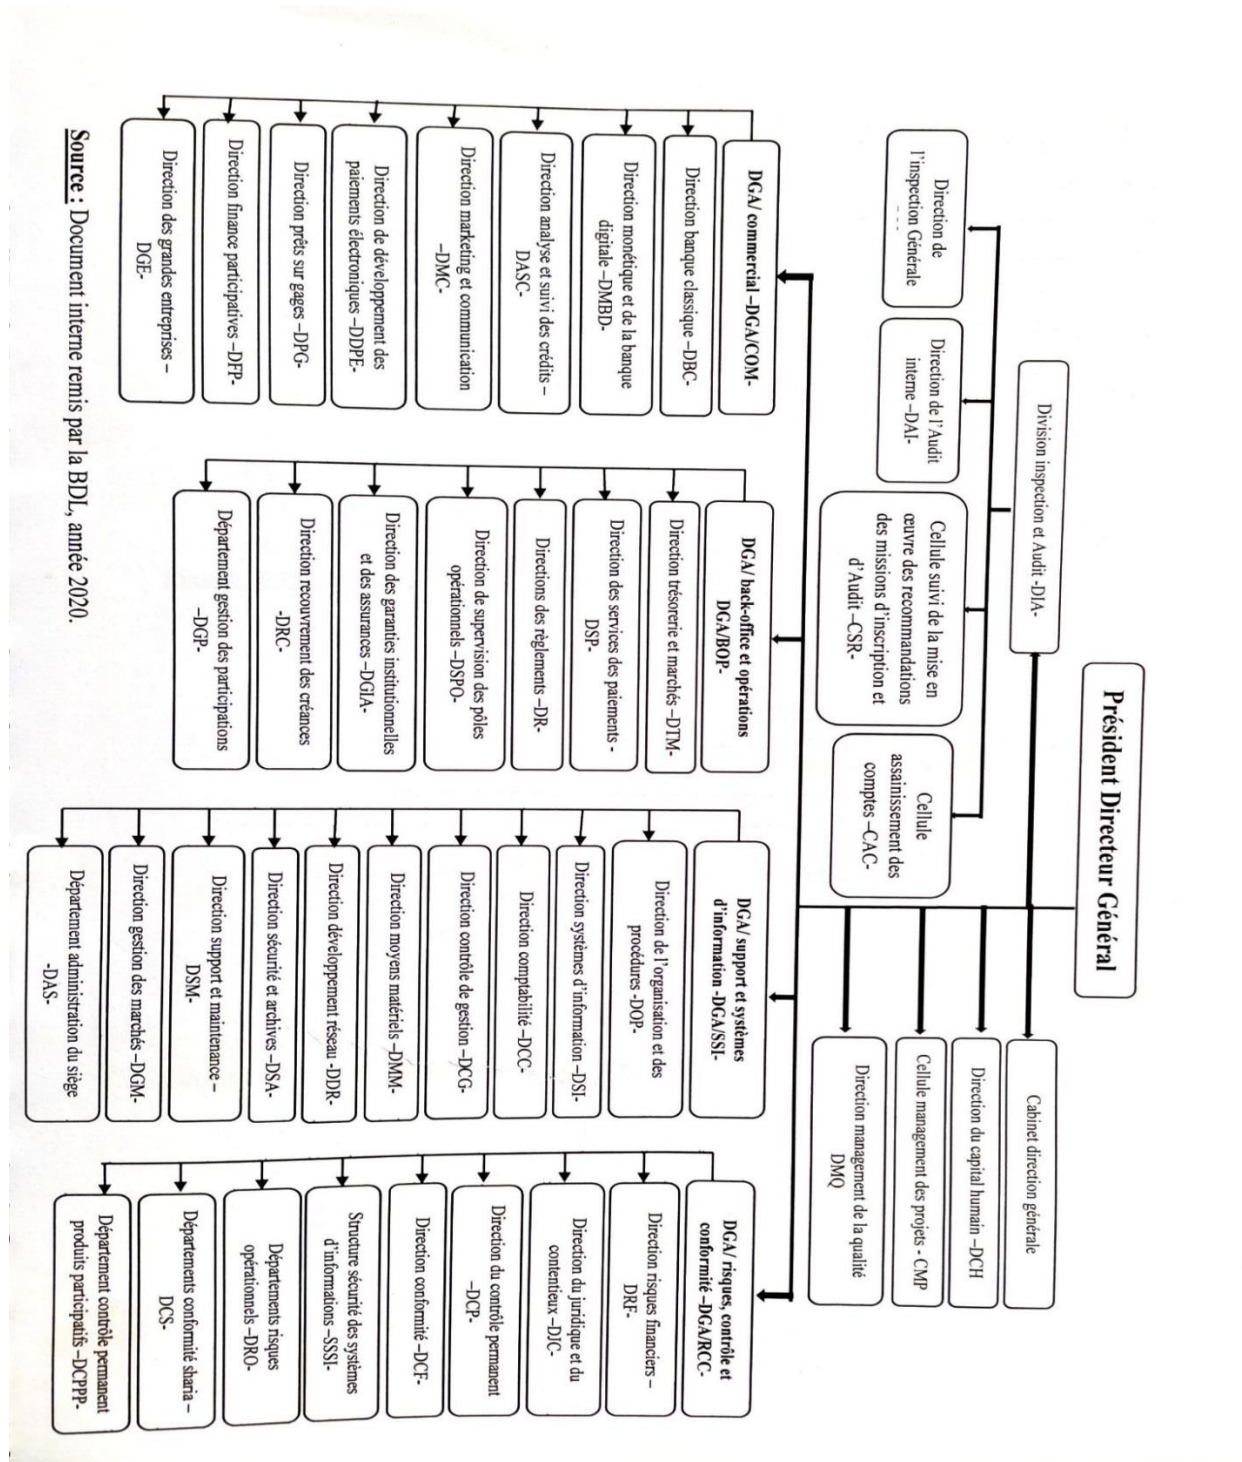 Président Directeur Général
Division inspection et Audit -DIA-
Direction de
l'inspection Générale
Direction de l'Audit
interne –DAI-
Cellule suivi de la mise en
œuvre des recommandations
des missions d'inscription et
d'Audit –CSR-
Cellule
assainissement des
comptes –CAC-
Cabinet direction générale
Direction du capital humain –DCH
Cellule management des projets - CMP
Direction management de la qualité
DMQ
DGA/ commercial –DGA/COM-
Direction banque classique –DBC-
Direction monétique et de la banque
digitale –DMBD-
Direction analyse et suivi des crédits –
DASC-
Direction marketing et communication
–DMC-
Direction de développement des
paiements électroniques –DDPE-
Direction prêts sur gages –DPG-
Direction finance participatives –DFP-
Direction des grandes entreprises –
DGE-
DGA/ back-office et opérations
DGA/BOP-
Direction trésorerie et marchés –DTM-
Direction des services des paiements -
DSP-
Directions des règlements –DR-
Direction de supervision des pôles
opérationnels –DSPO-
Direction des garanties institutionnelles
et des assurances –DGIA-
Direction recouvrement des créances
-DRC-
Département gestion des participations
–DGP-
DGA/ support et systèmes
d'information -DGA/SSI-
Direction de l'organisation et des
procédures -DOP-
Direction systèmes d'information –DSI-
Direction comptabilité –DCC-
Direction contrôle de gestion –DCG-
Direction moyens matériels –DMM-
Direction développement réseau -DDR-
Direction sécurité et archives –DSA-
Direction support et maintenance –
DSM-
Direction gestion des marchés –DGM-
Département administration du siège
-DAS-
DGA/ risques, contrôle et
conformité –DGA/RCC-
Direction risques financiers –
DRF-
Direction du juridique et du
contentieux –DJC-
Direction du contrôle permanent
–DCP-
Direction conformité –DCF-
Structure sécurité des systèmes
d'informations –SSSI-
Départements risques
opérationnels –DRO-
Départements conformité sharia –
DCS-
Département contrôle permanent
produits participatifs –DCPPP-
Source : Document interne remis par la BDL, année 2020.